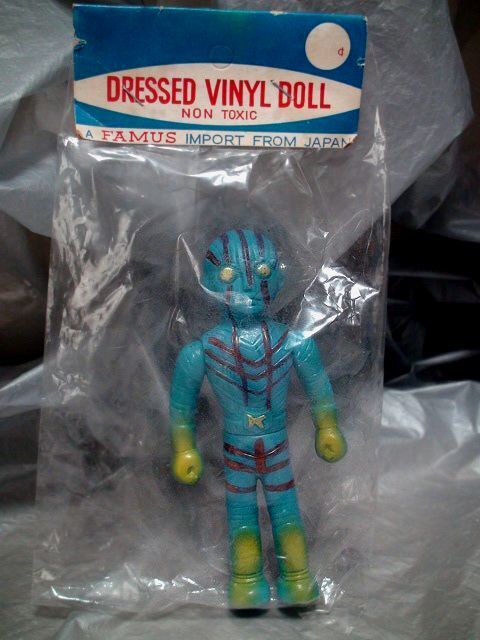 ¢
DRESSED VINYL DOLL
NON TOXIC
A FAMUS IMPORT FROM JAPAN